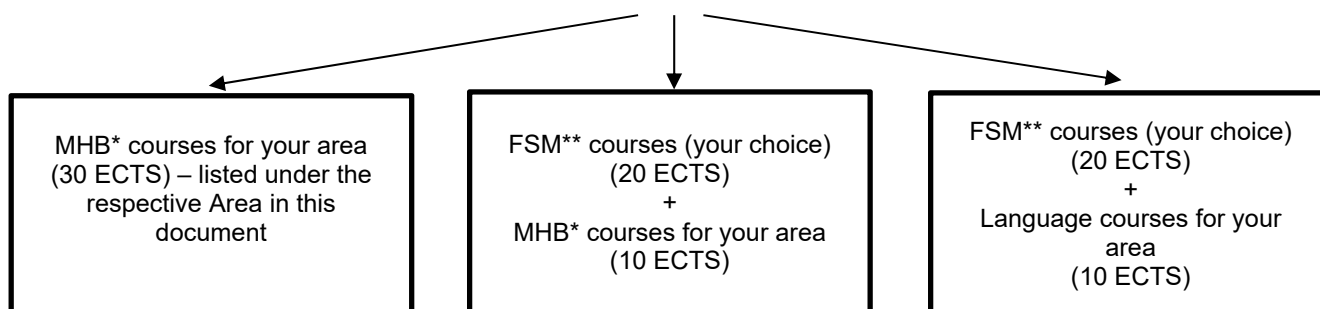 MHB* courses for your area
(30 ECTS) – listed under the
respective Area in this
document
FSM** courses (your choice)
(20 ECTS)
+
MHB* courses for your area
(10 ECTS)
FSM** courses (your choice)
(20 ECTS)
+
Language courses for your
area
(10 ECTS)